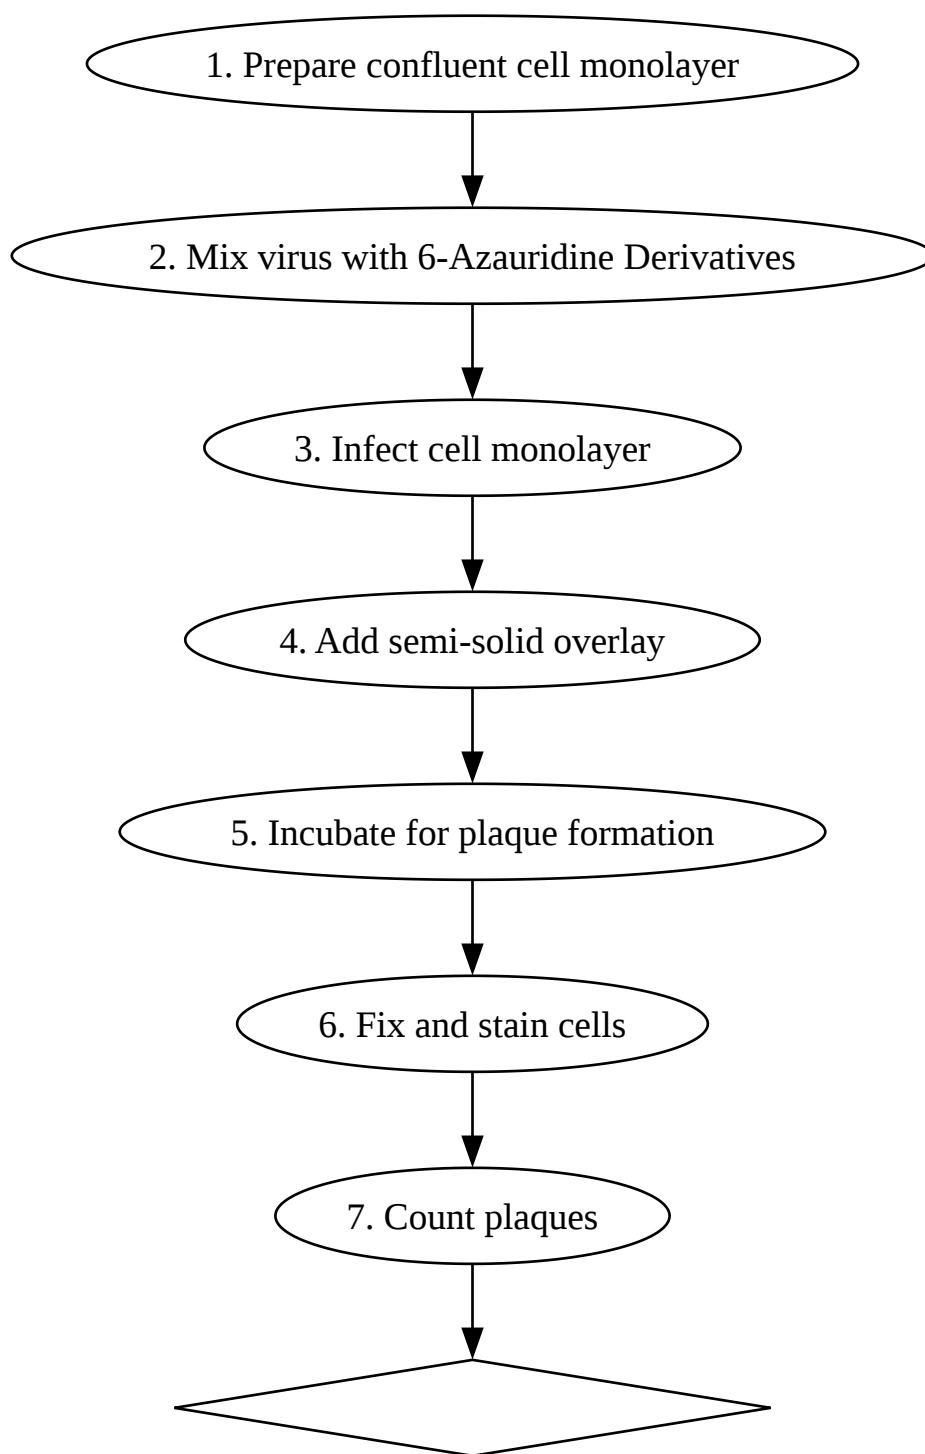 1. Prepare confluent cell monolayer
2. Mix virus with 6-Azauridine Derivatives
3. Infect cell monolayer
4. Add semi-solid overlay
5. Incubate for plaque formation
6. Fix and stain cells
7. Count plaques